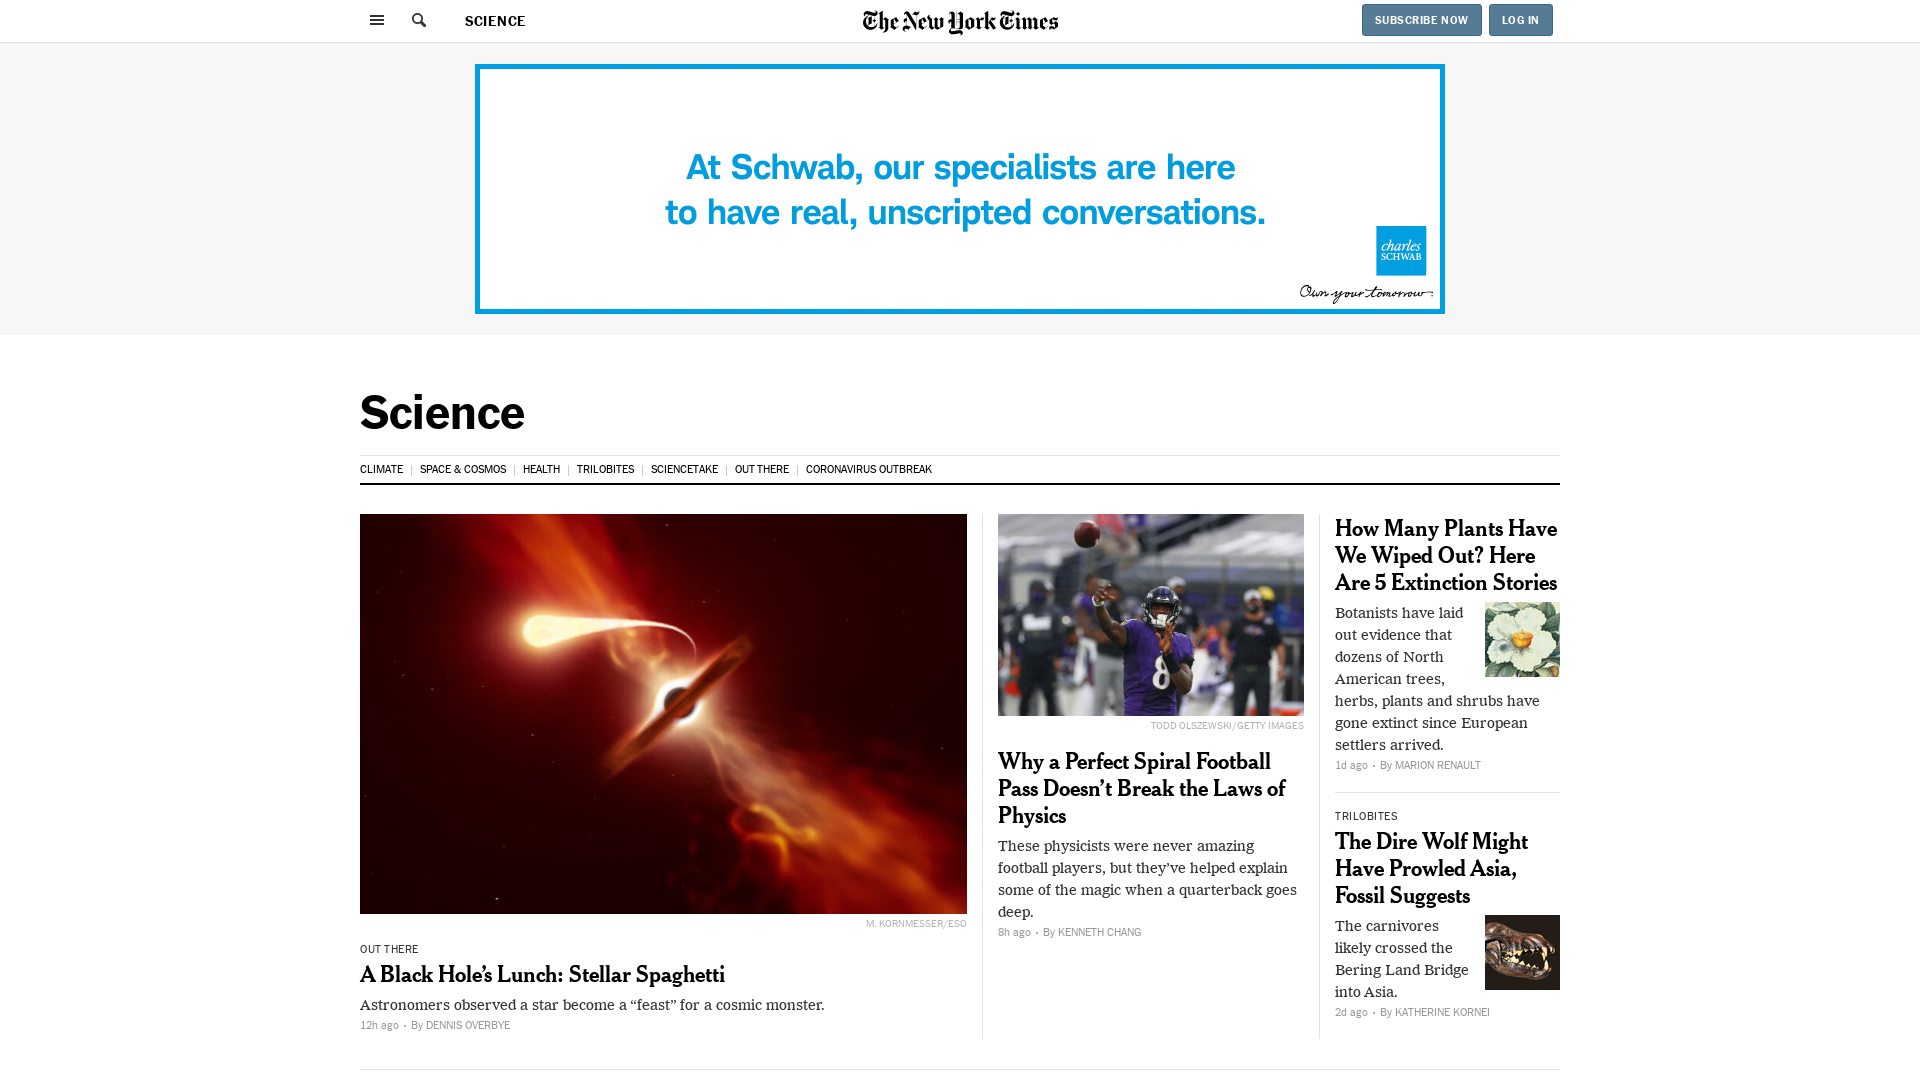 SCIENCE
The New York Times
SUBSCRIBE NOW
LOG IN
At Schwab, our specialists are here
to have real, unscripted conversations.
charles
SCHWAB
Own your tomorrow
Science
CLIMATE
SPACE & COSMOS
HEALTH
TRILOBITES
SCIENCETAKE
OUT THERE
CORONAVIRUS OUTBREAK
M. KORNMESSER/ESO
OUT THERE
A Black Hole’s Lunch: Stellar Spaghetti
Astronomers observed a star become a “feast” for a cosmic monster.
12h ago • By DENNIS OVERBYE
8
TODD OLSZEWSKI/GETTY IMAGES
Why a Perfect Spiral Football
Pass Doesn’t Break the Laws of
Physics
These physicists were never amazing
football players, but they’ve helped explain
some of the magic when a quarterback goes
deep.
8h ago • By KENNETH CHANG
How Many Plants Have
We Wiped Out? Here
Are 5 Extinction Stories
Botanists have laid
out evidence that
dozens of North
American trees,
herbs, plants and shrubs have
gone extinct since European
settlers arrived.
1d ago • By MARION RENAULT
TRILOBITES
The Dire Wolf Might
Have Prowled Asia,
Fossil Suggests
The carnivores
likely crossed the
Bering Land Bridge
into Asia.
2d ago • By KATHERINE KORNEI